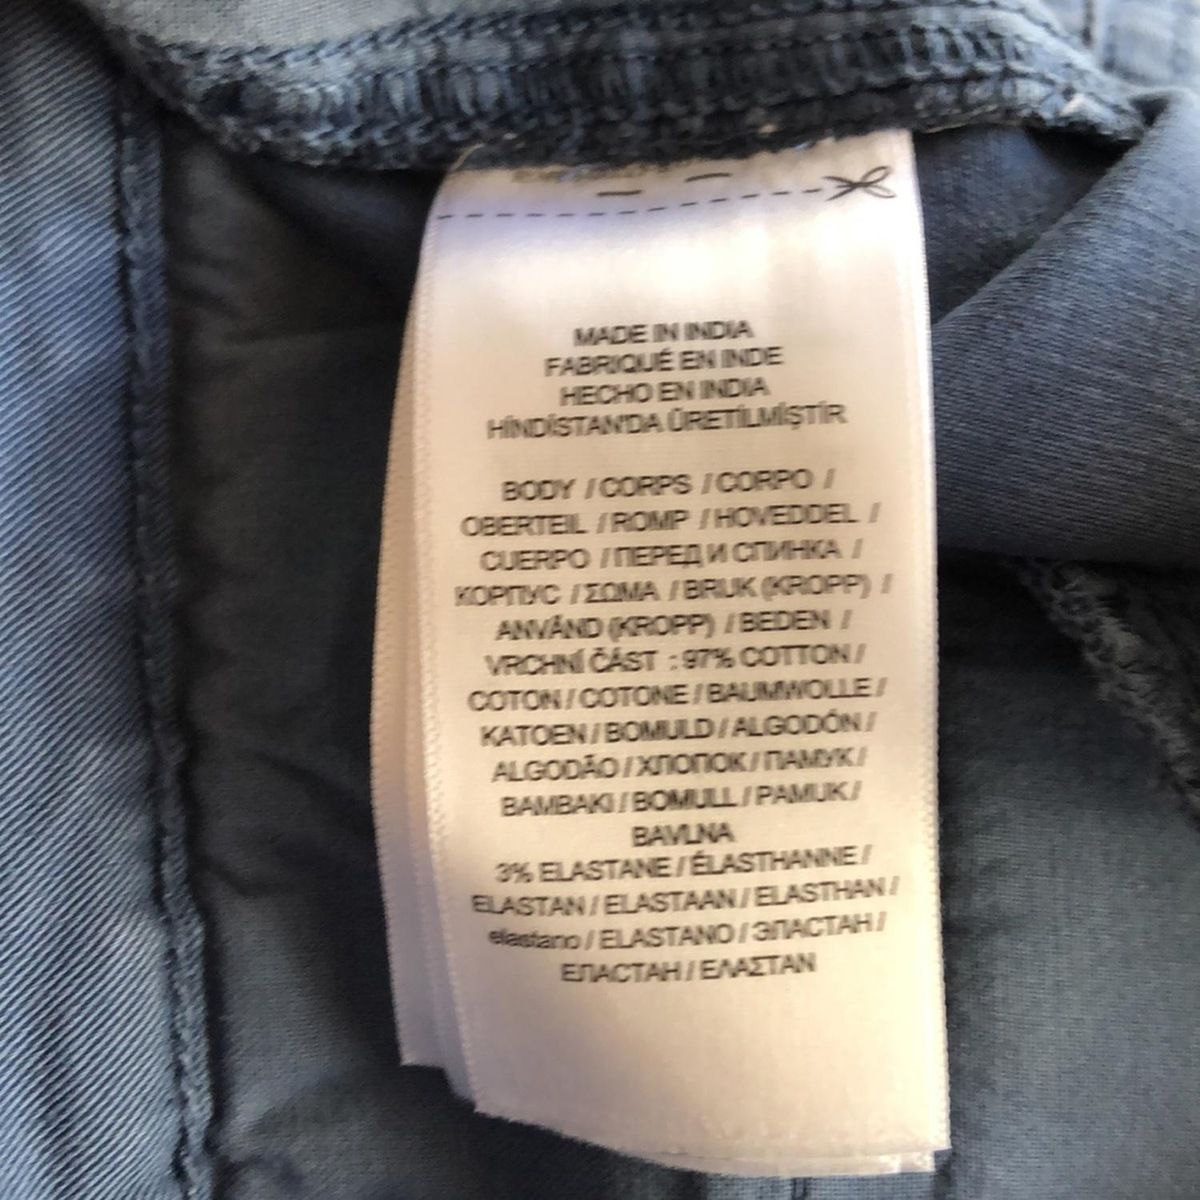 MADE IN INDIA
FABRIQUÉ EN INDE
HECHO EN INDIA
HİNDİSTAN'DA ÜRETİLMİŞTİR
BODY / CORPS / CORPO /
OBERTEIL / ROMP / HOVEDDEL /
CUERPO / ПЕРЕД И СПИНКА /
КОРПУС / ΣΩΜΑ / BRUK (KROPP) /
ANVÄND (KROPP) / BEDEN /
VRCHNÍ ČÁST : 97% COTTON /
COTON / COTONE / BAUMWOLLE /
KATOEN / BOMULD / ALGODÓN /
ALGODÃO / ХЛОПОК / ПАМУК /
BAMBAKI / BOMULL / PAMUK /
BAVLNA
3% ELASTANE / ÉLASTHANNE /
ELASTAN / ELASTAAN / ELASTHAN /
elastano / ELASTANO / ЭЛАСТАН /
ЕЛАСТАН / ΕΛΑΣΤΑΝ